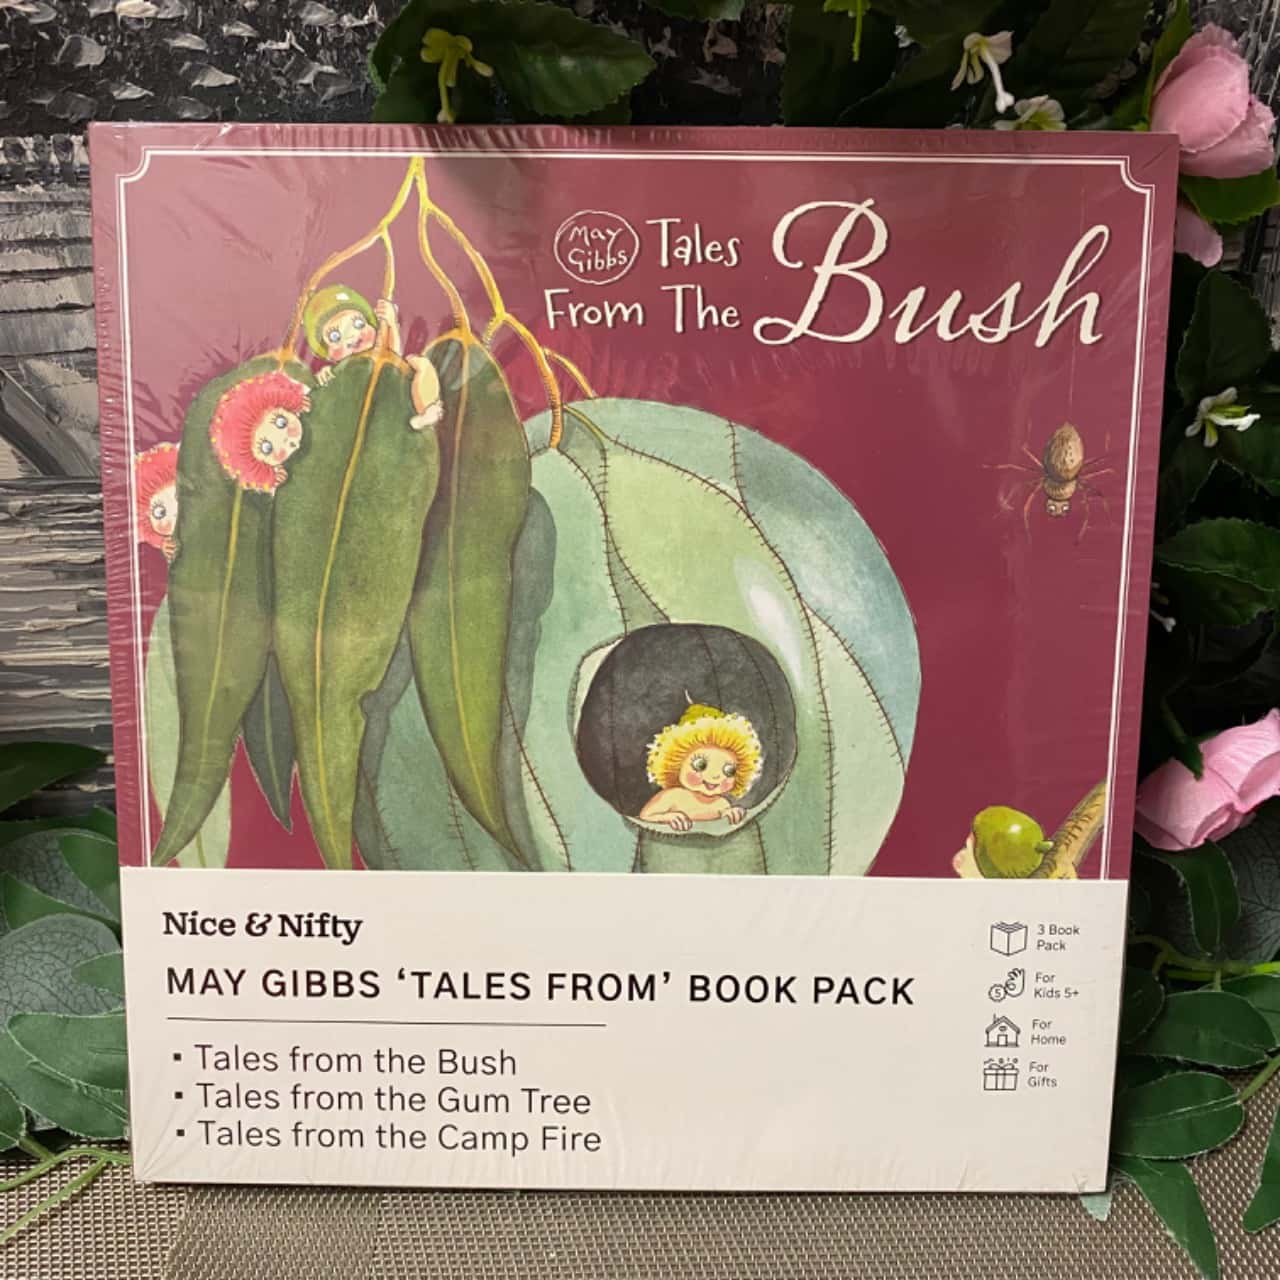 May
Gibbs
Tales
From The
Bush
Nice & Nifty
MAY GIBBS ‘TALES FROM’ BOOK PACK
▪ Tales from the Bush
▪ Tales from the Gum Tree
▪ Tales from the Camp Fire
3 Book
Pack
5
For
Kids 5+
For
Home
For
Gifts